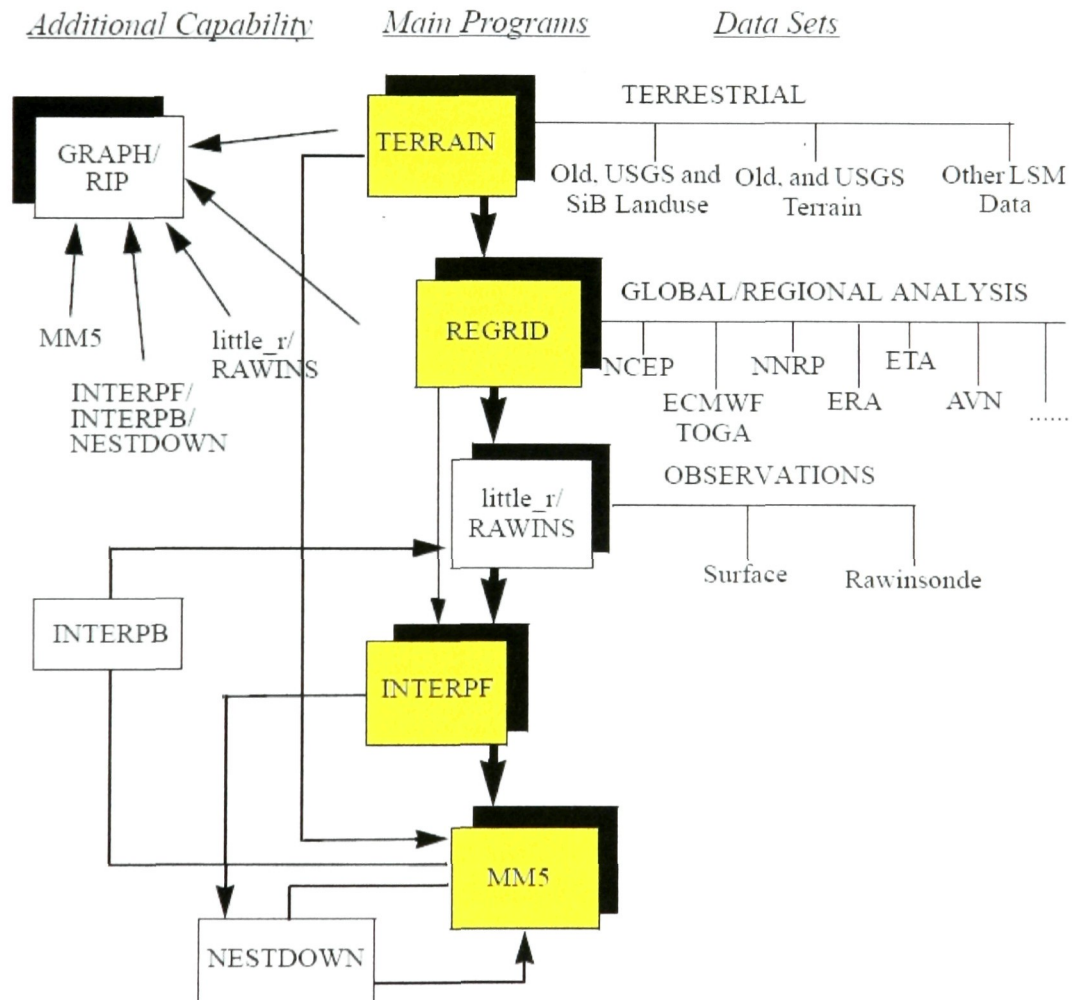 Additional Capability
Main Programs
Data Sets
GRAPH/
RIP
TERRAIN
TERRESTRIAL
Old, USGS and
SiB Landuse
Old, and USGS
Terrain
Other LSM
Data
MM5
INTERPF/
INTERPB/
NESTDOWN
little_r/
RAWINS
REGRID
GLOBAL/REGIONAL ANALYSIS
NCEP
ECMWF
TOGA
NNRP
ERA
ETA
AVN
......
little_r/
RAWINS
OBSERVATIONS
Surface
Rawinsonde
INTERPB
INTERPF
MM5
NESTDOWN